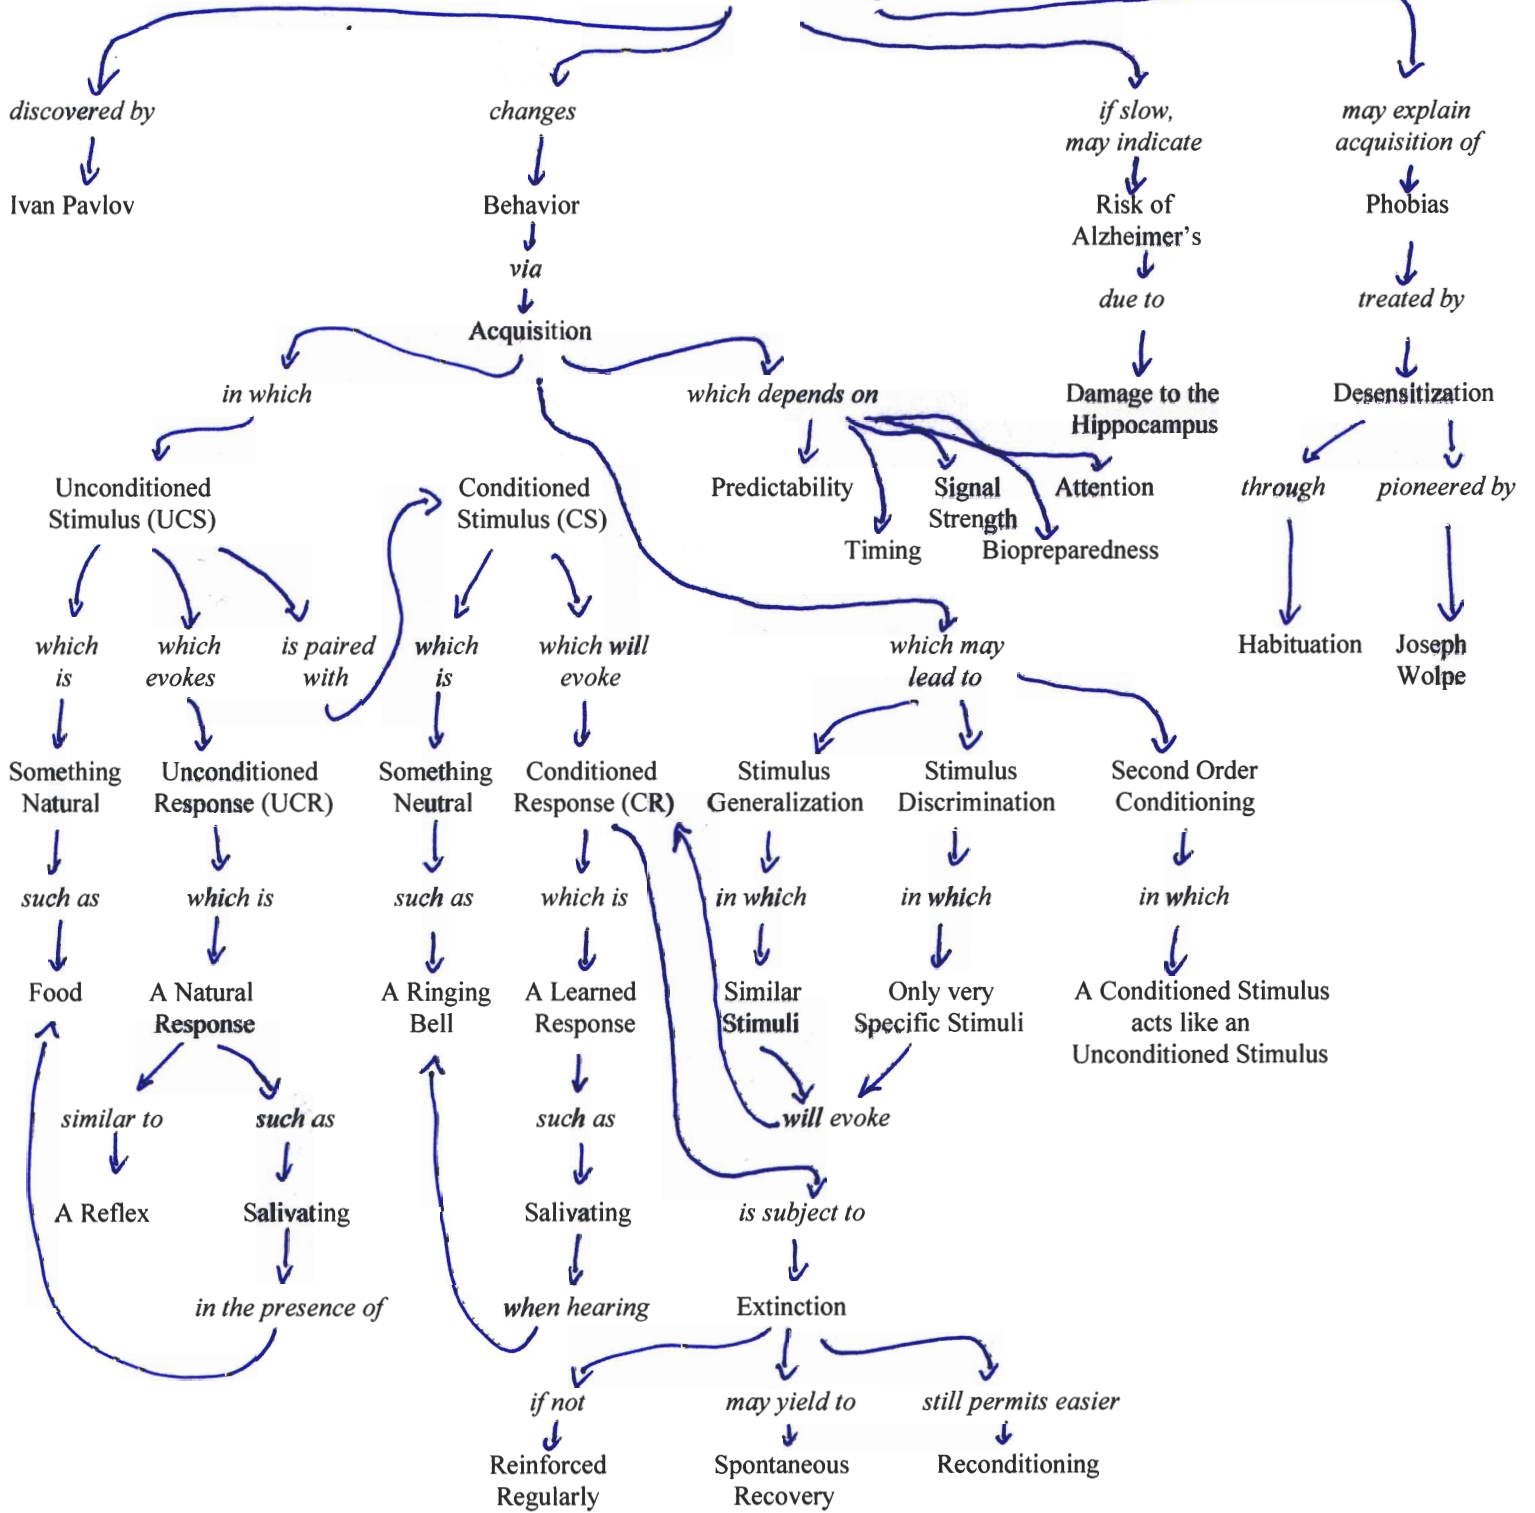 discovered by
changes
if slow,
may indicate
may explain
acquisition of
Ivan Pavlov
Behavior
Risk of
Alzheimer's
Phobias
via
due to
treated by
Acquisition
in which
which depends on
Damage to the
Hippocampus
Desensitization
Unconditioned
Stimulus (UCS)
Conditioned
Stimulus (CS)
Predictability
Signal
Strength
Attention
through
pioneered by
Timing
Biopreparedness
which
is
which
evokes
is paired
with
which
is
which will
evoke
which may
lead to
Habituation
Joseph
Wolpe
Something
Natural
Unconditioned
Response (UCR)
Something
Neutral
Conditioned
Response (CR)
Stimulus
Generalization
Stimulus
Discrimination
Second Order
Conditioning
such as
which is
such as
which is
in which
in which
in which
Food
A Natural
Response
A Ringing
Bell
A Learned
Response
Similar
Stimuli
Only very
Specific Stimuli
A Conditioned Stimulus
acts like an
Unconditioned Stimulus
similar to
such as
such as
will evoke
A Reflex
Salivating
Salivating
is subject to
in the presence of
when hearing
Extinction
if not
may yield to
still permits easier
Reinforced
Regularly
Spontaneous
Recovery
Reconditioning